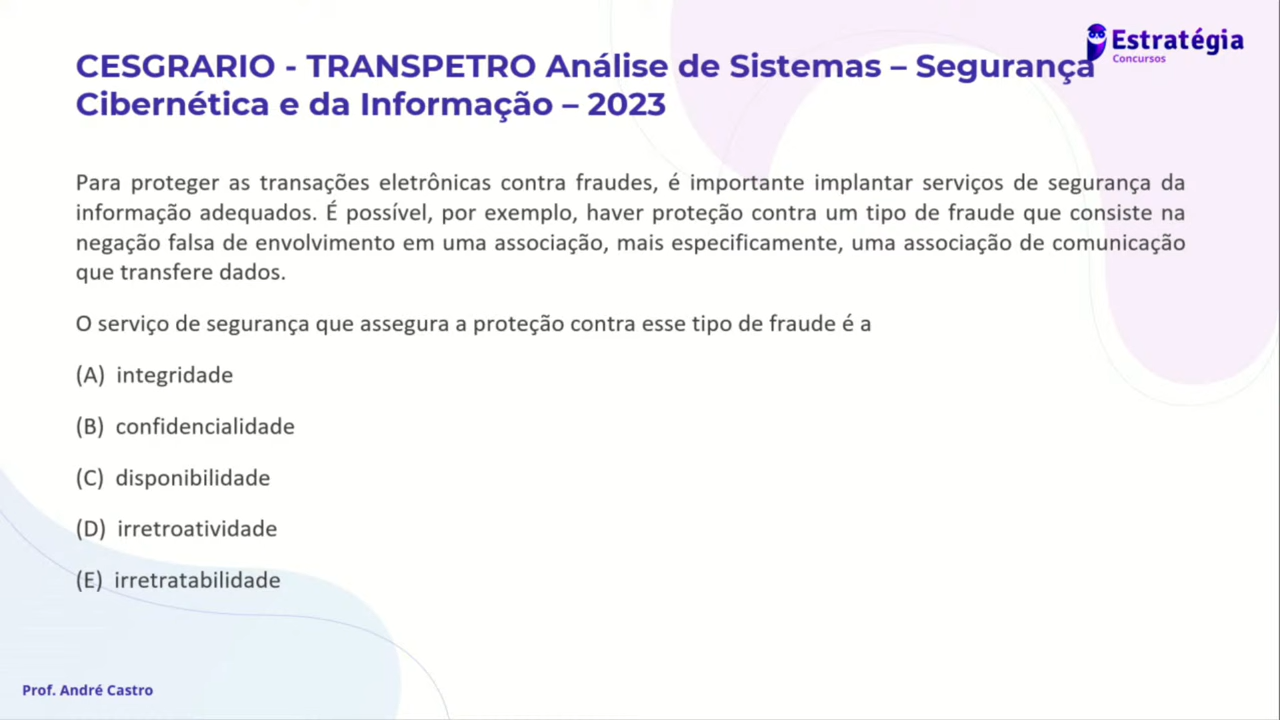 Estratégia
Concursos
CESGRARIO - TRANSPETRO Análise de Sistemas – Segurança
Cibernética e da Informação – 2023
Para proteger as transações eletrônicas contra fraudes, é importante implantar serviços de segurança da
informação adequados. É possível, por exemplo, haver proteção contra um tipo de fraude que consiste na
negação falsa de envolvimento em uma associação, mais especificamente, uma associação de comunicação
que transfere dados.
O serviço de segurança que assegura a proteção contra esse tipo de fraude é a
(A) integridade
(B) confidencialidade
(C) disponibilidade
(D) irretroatividade
(E) irretratabilidade
Prof. André Castro